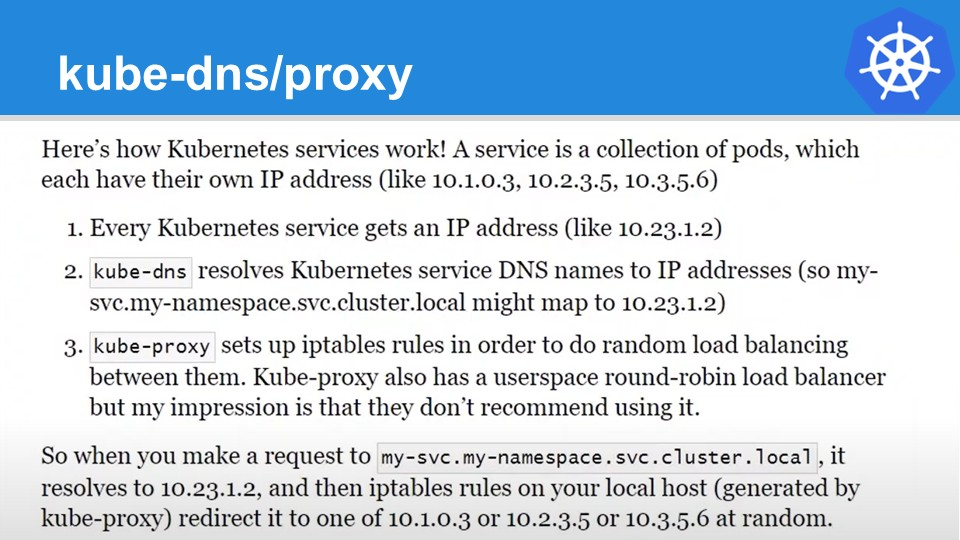 kube-dns/proxy
Here’s how Kubernetes services work! A service is a collection of pods, which
each have their own IP address (like 10.1.0.3, 10.2.3.5, 10.3.5.6)
1. Every Kubernetes service gets an IP address (like 10.23.1.2)
2. kube-dns resolves Kubernetes service DNS names to IP addresses (so my-
svc.my-namespace.svc.cluster.local might map to 10.23.1.2)
3. kube-proxy sets up iptables rules in order to do random load balancing
between them. Kube-proxy also has a userspace round-robin load balancer
but my impression is that they don’t recommend using it.
So when you make a request to my-svc.my-namespace.svc.cluster.local, it
resolves to 10.23.1.2, and then iptables rules on your local host (generated by
kube-proxy) redirect it to one of 10.1.0.3 or 10.2.3.5 or 10.3.5.6 at random.